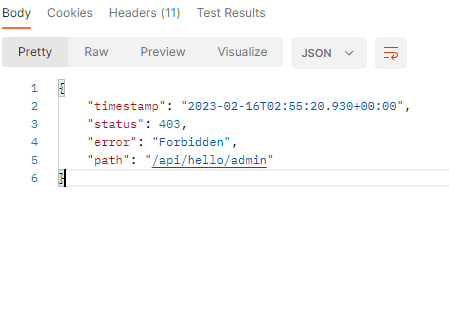 Body Cookies Headers (11) Test Results
Pretty Raw Preview Visualize JSON
1 {
2 "timestamp": "2023-02-16T02:55:20.930+00:00",
3 "status": 403,
4 "error": "Forbidden",
5 "path": "/api/hello/admin"
6 }